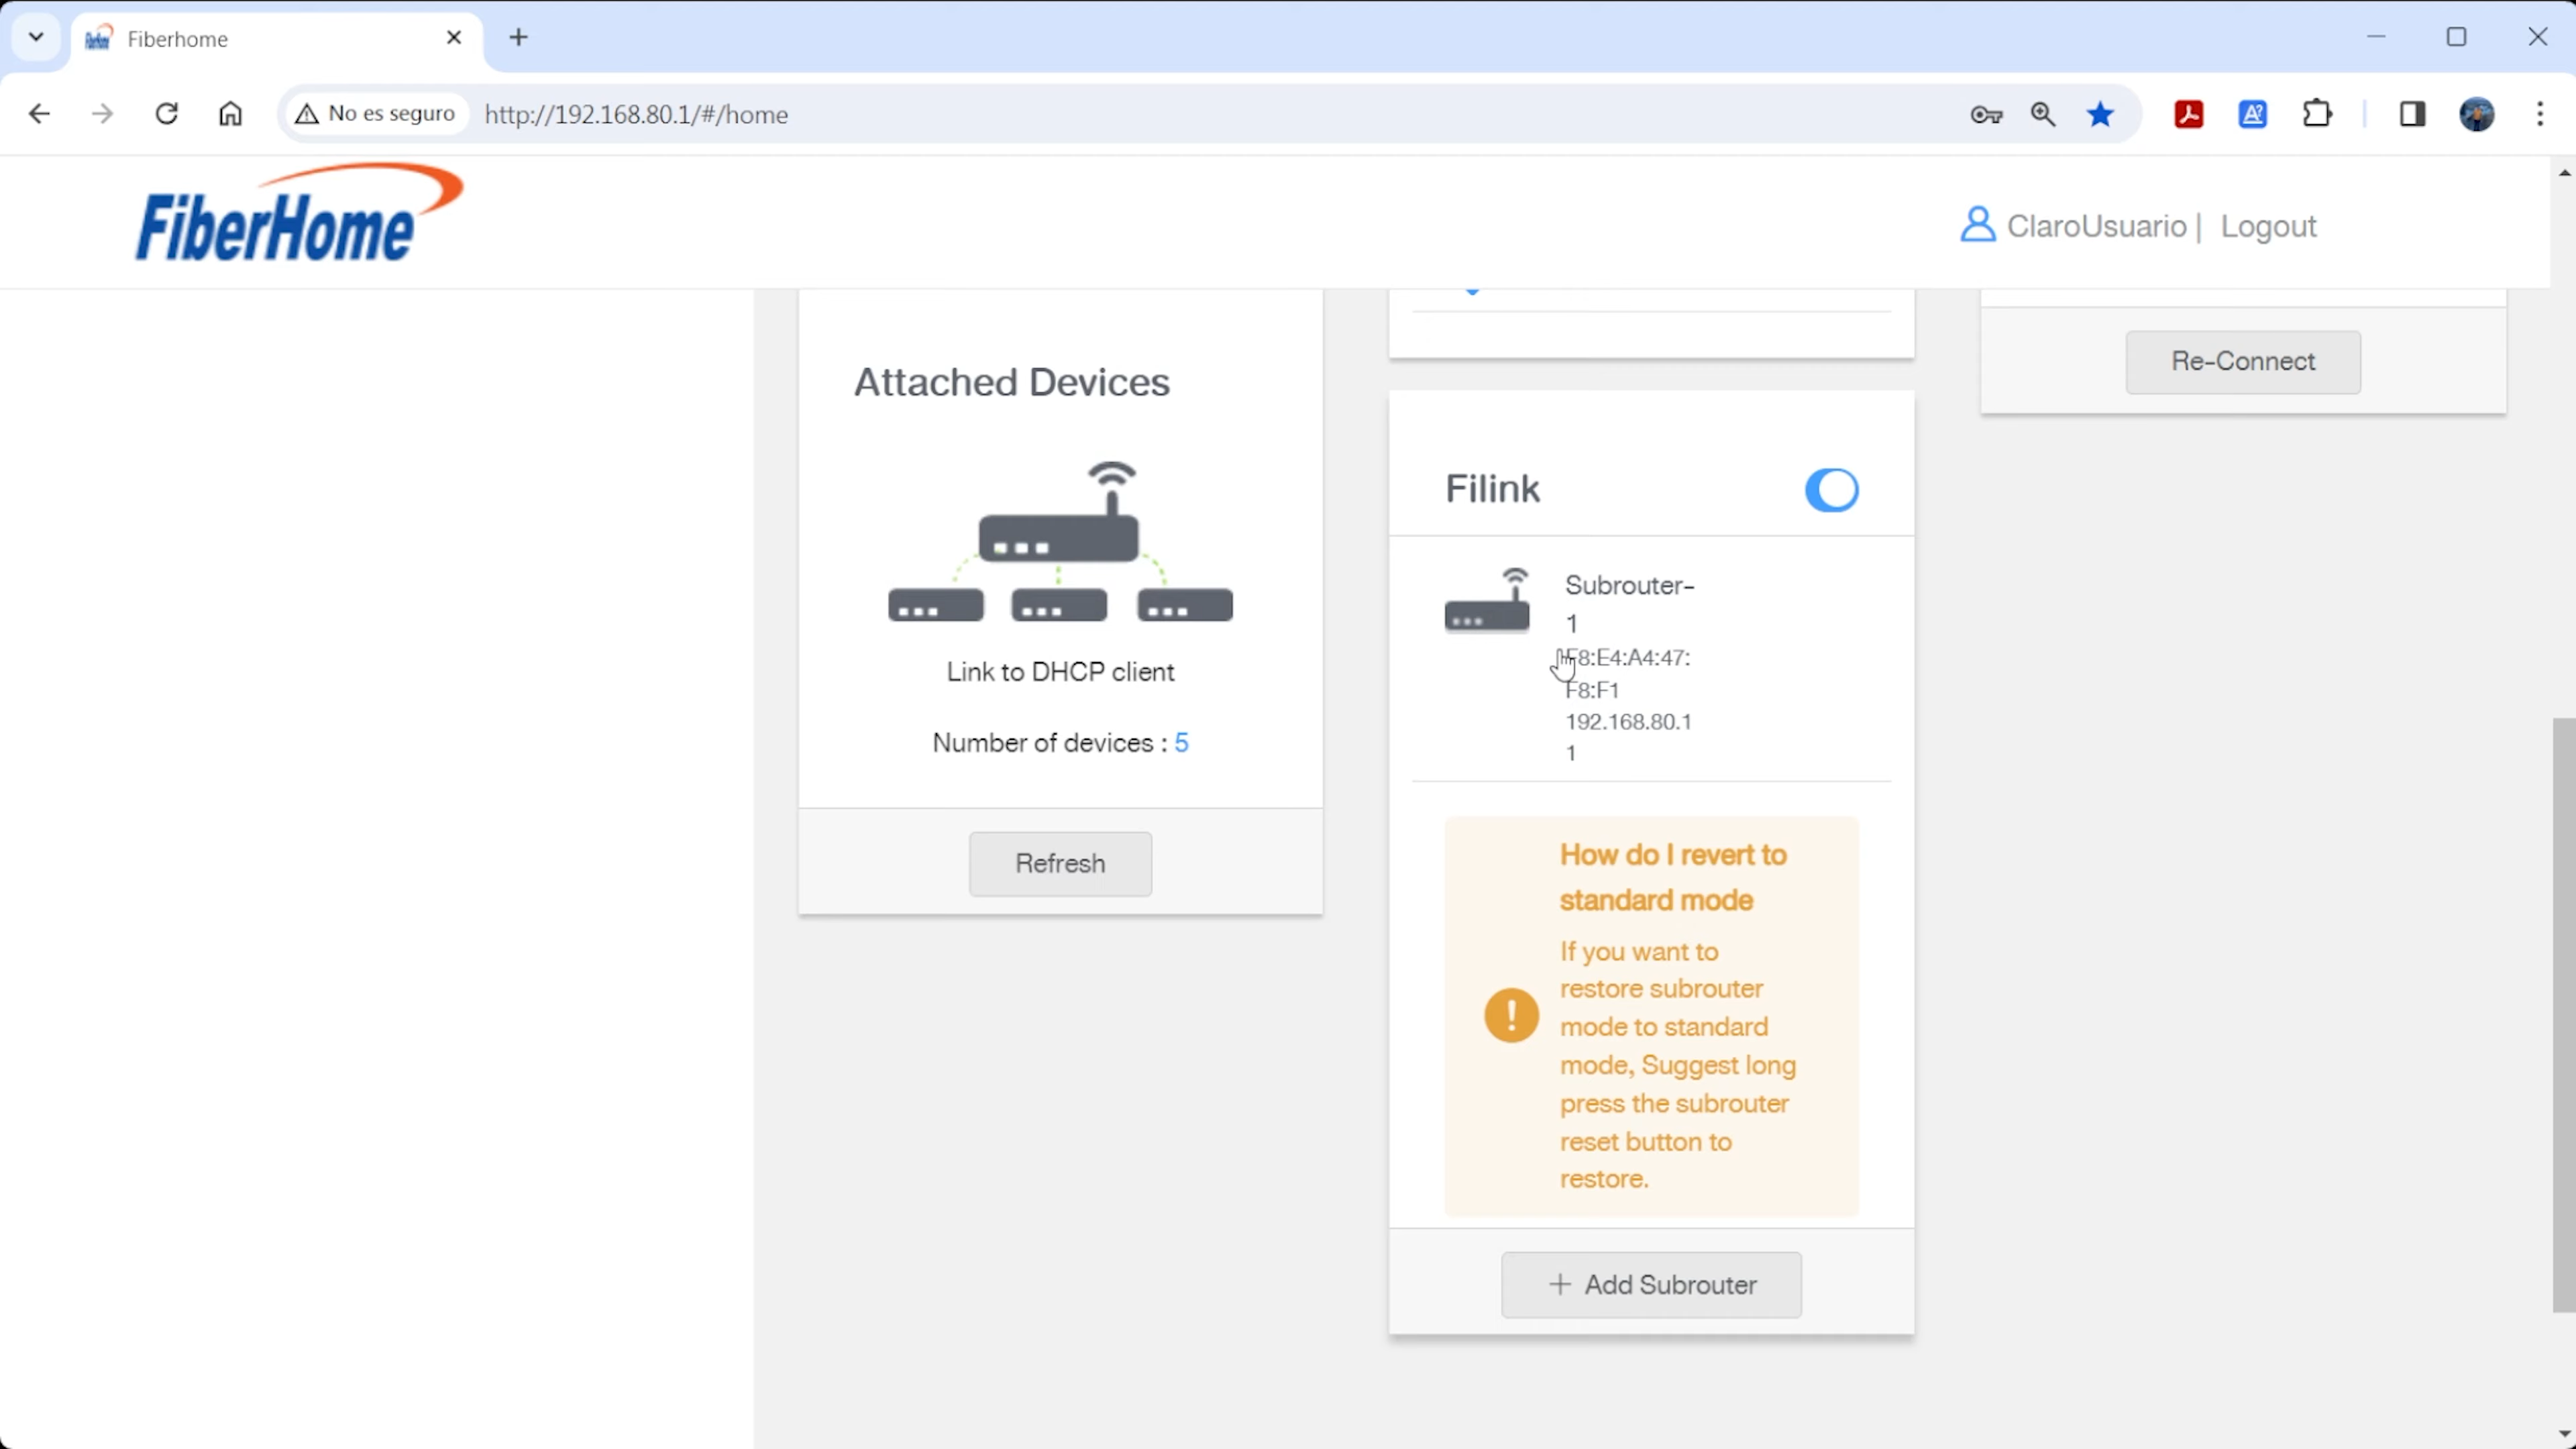 Fiberhome
No es seguro
http://192.168.80.1/#/home
FiberHome
ClaroUsuario | Logout
Attached Devices
Link to DHCP client
Number of devices : 5
Refresh
Filink
Subrouter-
1
F8:E4:A4:47:
F8:F1
192.168.80.1
1
How do I revert to
standard mode
If you want to
restore subrouter
mode to standard
mode, Suggest long
press the subrouter
reset button to
restore.
+ Add Subrouter
Re-Connect